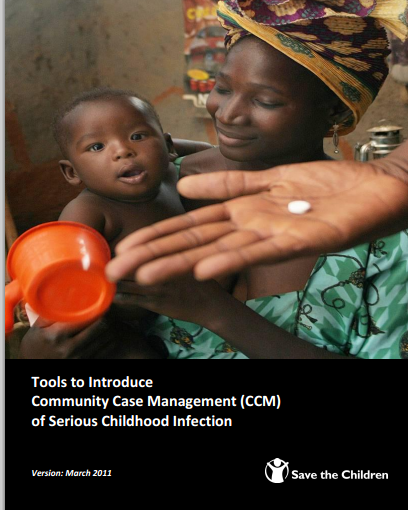 Tools to Introduce
Community Case Management (CCM)
of Serious Childhood Infection
Version: March 2011
Save the Children